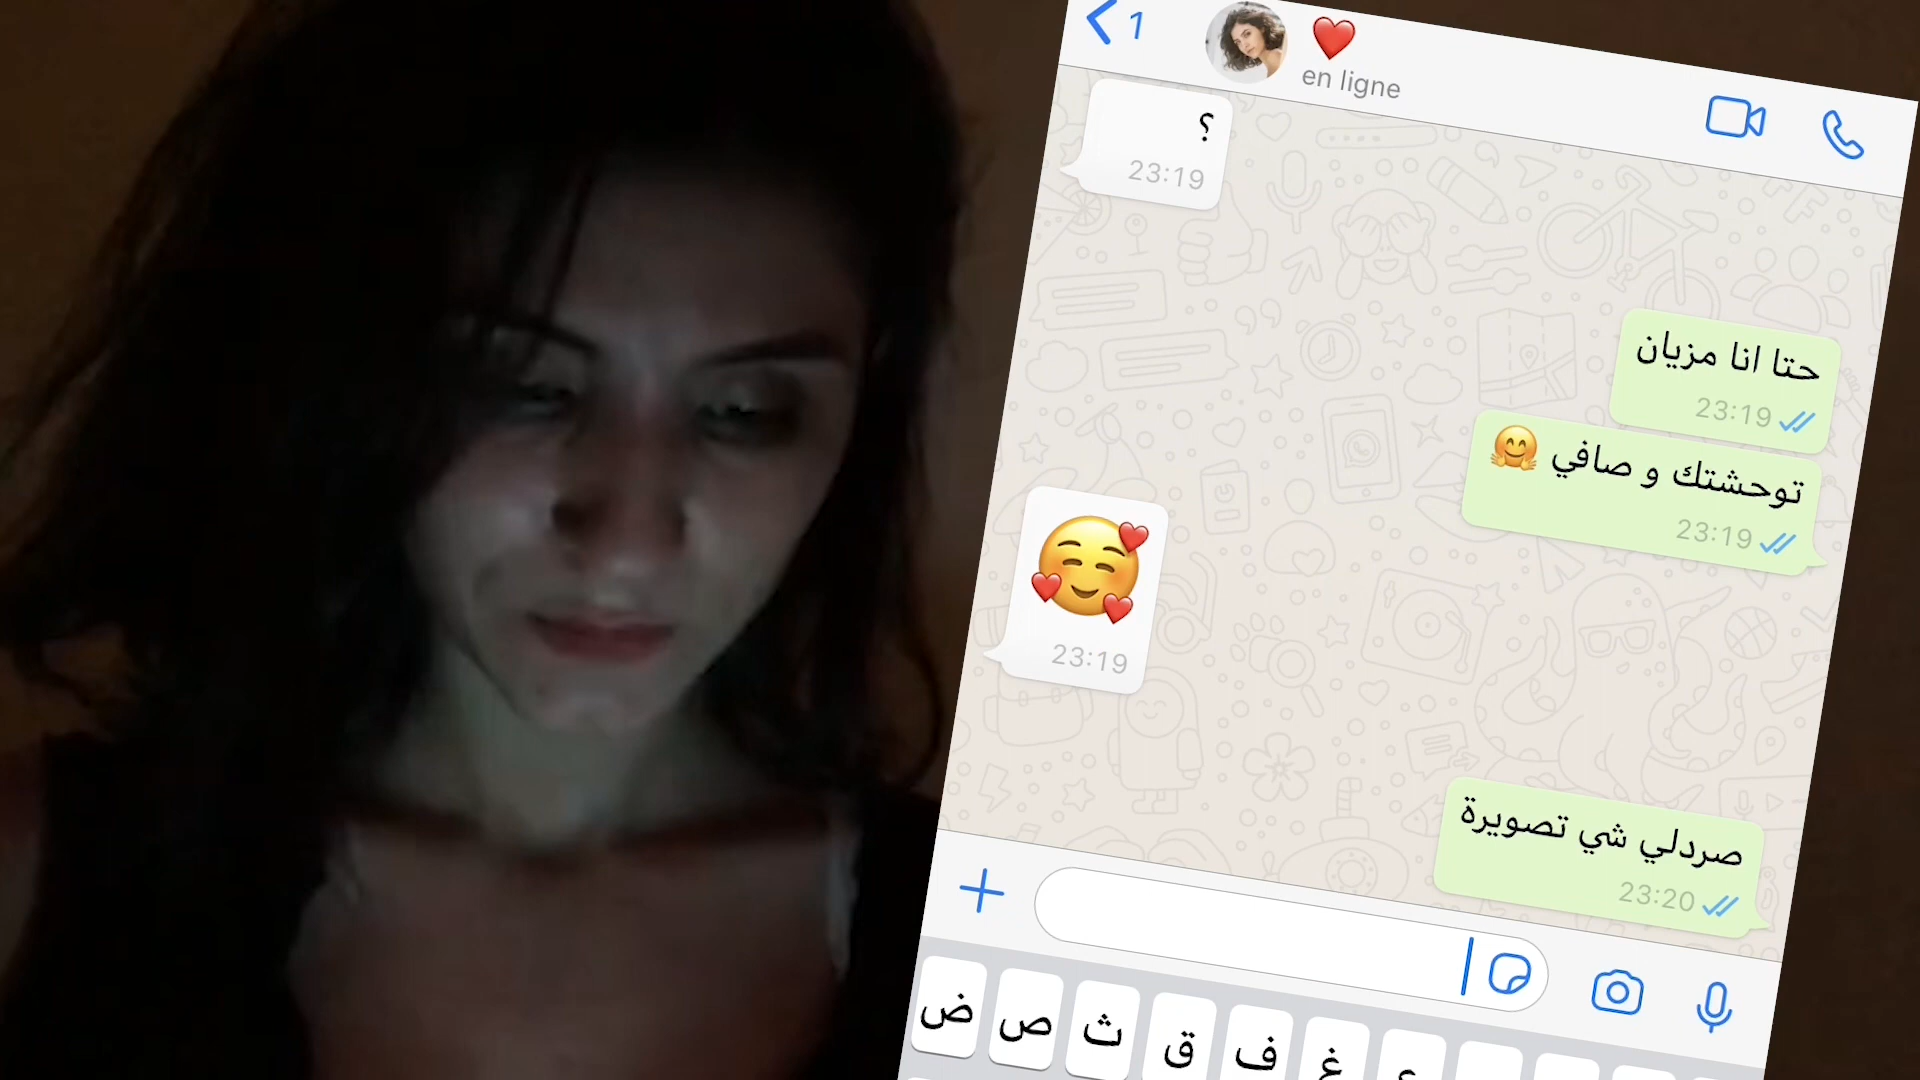 1
❤️
en ligne
؟
23:19
حتا انا مزيان
23:19
توحشتك و صافي 🤗
23:19
🥰
23:19
صردلي شي تصويرة
23:20
ض ص ث ق ف غ ع